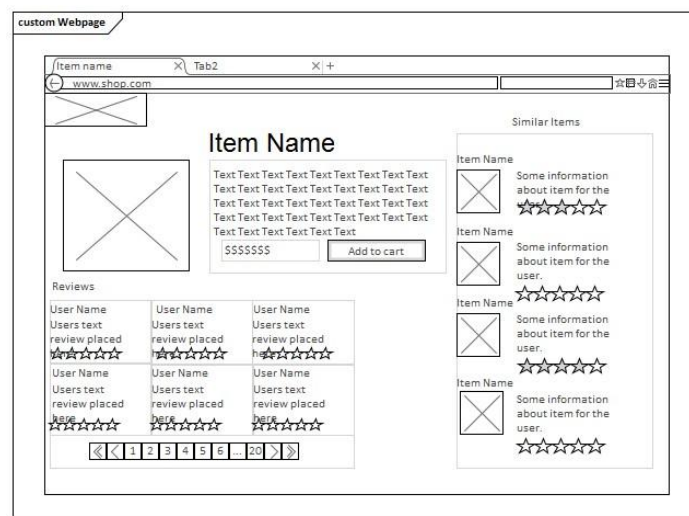 custom Webpage
Item name
Tab2
www.shop.com
Item Name
Text Text Text Text Text Text Text Text Text
Text Text Text Text Text Text Text Text Text
Text Text Text Text Text Text Text Text Text
Text Text Text Text Text Text Text Text Text
Text Text Text Text Text Text
$$$$$$$
Add to cart
Reviews
User Name
Users text
review placed
here
User Name
Users text
review placed
here
User Name
Users text
review placed
here
User Name
Users text
review placed
here
User Name
Users text
review placed
here
User Name
Users text
review placed
here
1 2 3 4 5 6 ... 20
Similar Items
Item Name
Some information
about item for the
user.
Item Name
Some information
about item for the
user.
Item Name
Some information
about item for the
user.
Item Name
Some information
about item for the
user.